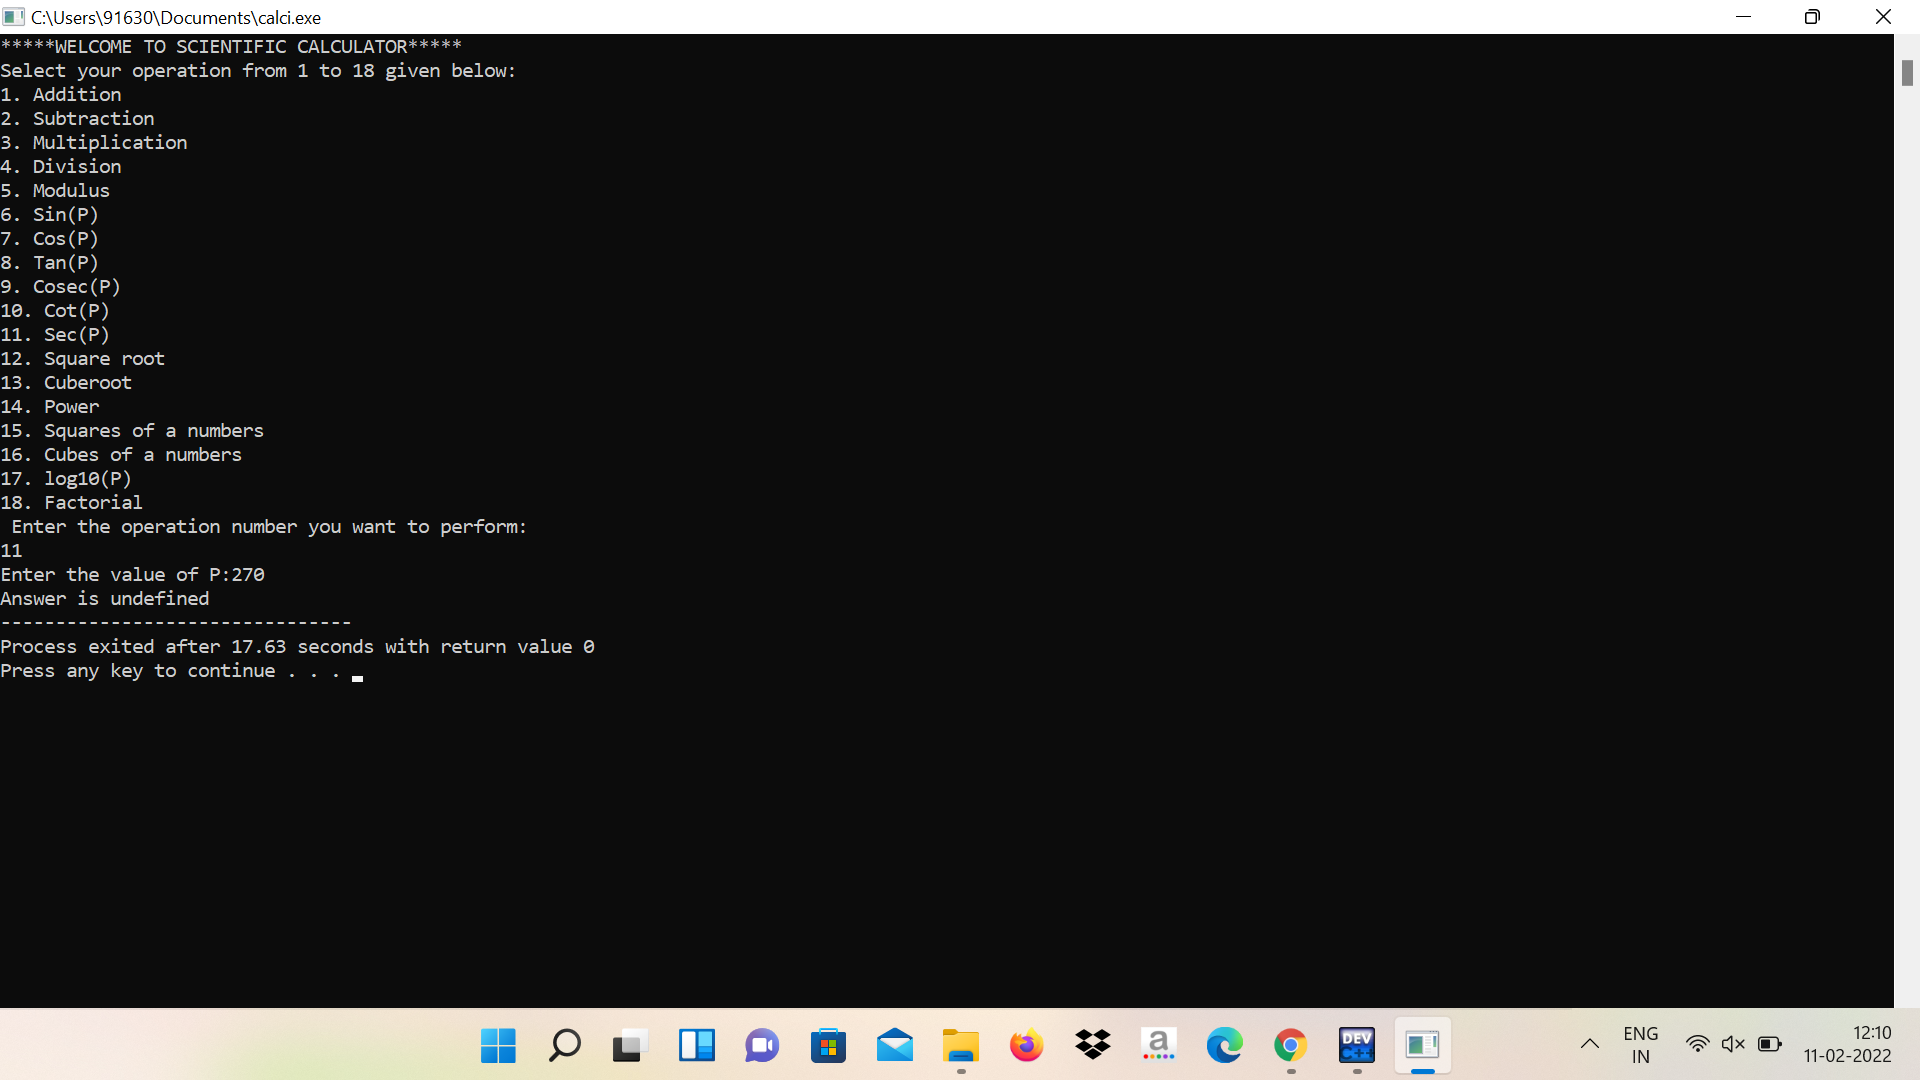 C:\Users\91630\Documents\calci.exe
*****WELCOME TO SCIENTIFIC CALCULATOR*****
Select your operation from 1 to 18 given below:
1. Addition
2. Subtraction
3. Multiplication
4. Division
5. Modulus
6. Sin(P)
7. Cos(P)
8. Tan(P)
9. Cosec(P)
10. Cot(P)
11. Sec(P)
12. Square root
13. Cuberoot
14. Power
15. Squares of a numbers
16. Cubes of a numbers
17. log10(P)
18. Factorial
 Enter the operation number you want to perform:
11
Enter the value of P:270
Answer is undefined
--------------------------------
Process exited after 17.63 seconds with return value 0
Press any key to continue . . .
a
DEV
C++
ENG
IN
12:10
11-02-2022